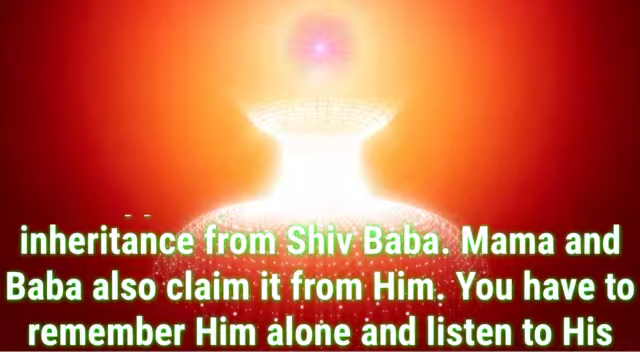 inheritance from Shiv Baba. Mama and
Baba also claim it from Him. You have to
remember Him alone and listen to His